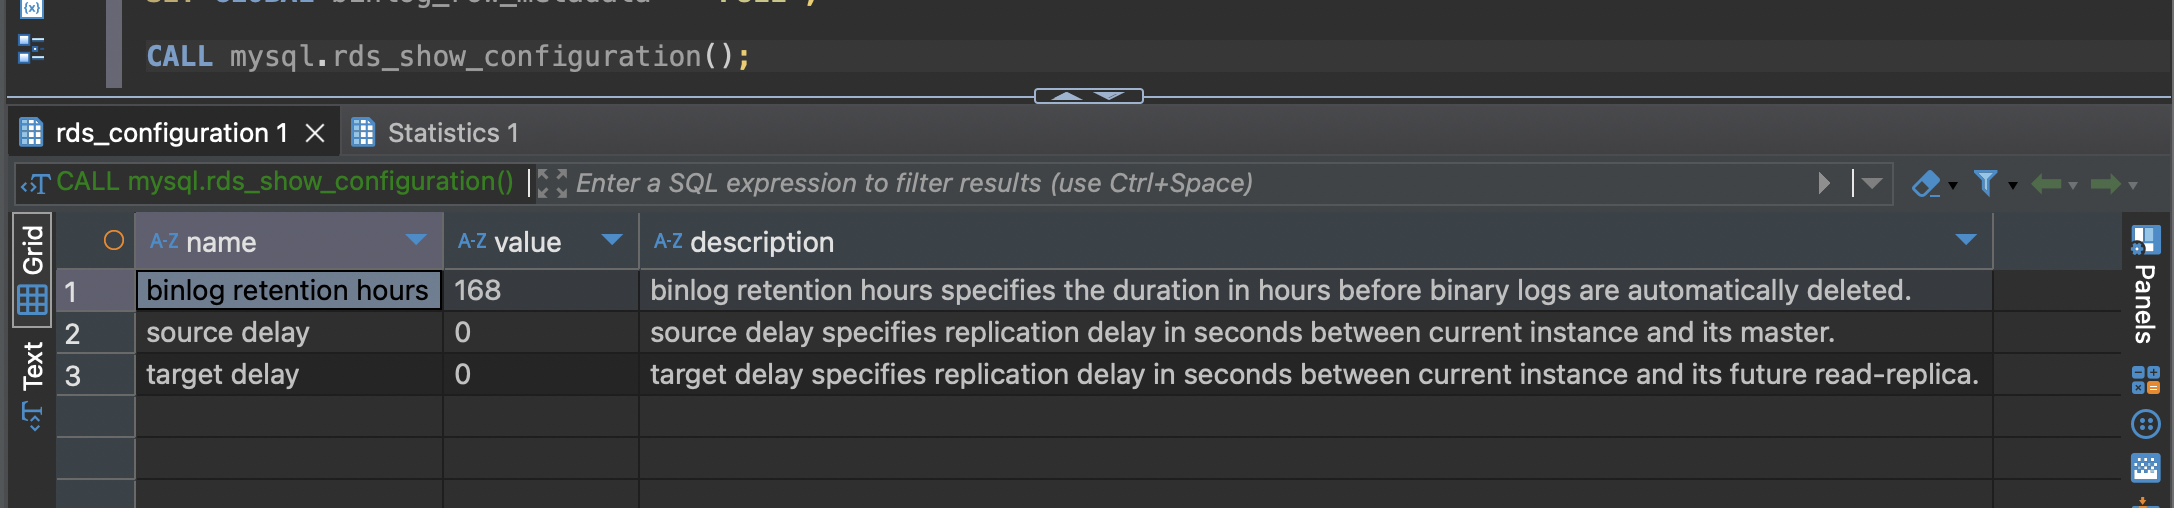 SET GLOBAL binlog_row_metadata = 'FULL';
CALL mysql.rds_show_configuration();
rds_configuration 1
Statistics 1
CALL mysql.rds_show_configuration()
Enter a SQL expression to filter results (use Ctrl+Space)
Grid
Text
A-Z name
A-Z value
A-Z description
1 binlog retention hours 168 binlog retention hours specifies the duration in hours before binary logs are automatically deleted.
2 source delay 0 source delay specifies replication delay in seconds between current instance and its master.
3 target delay 0 target delay specifies replication delay in seconds between current instance and its future read-replica.
Panels